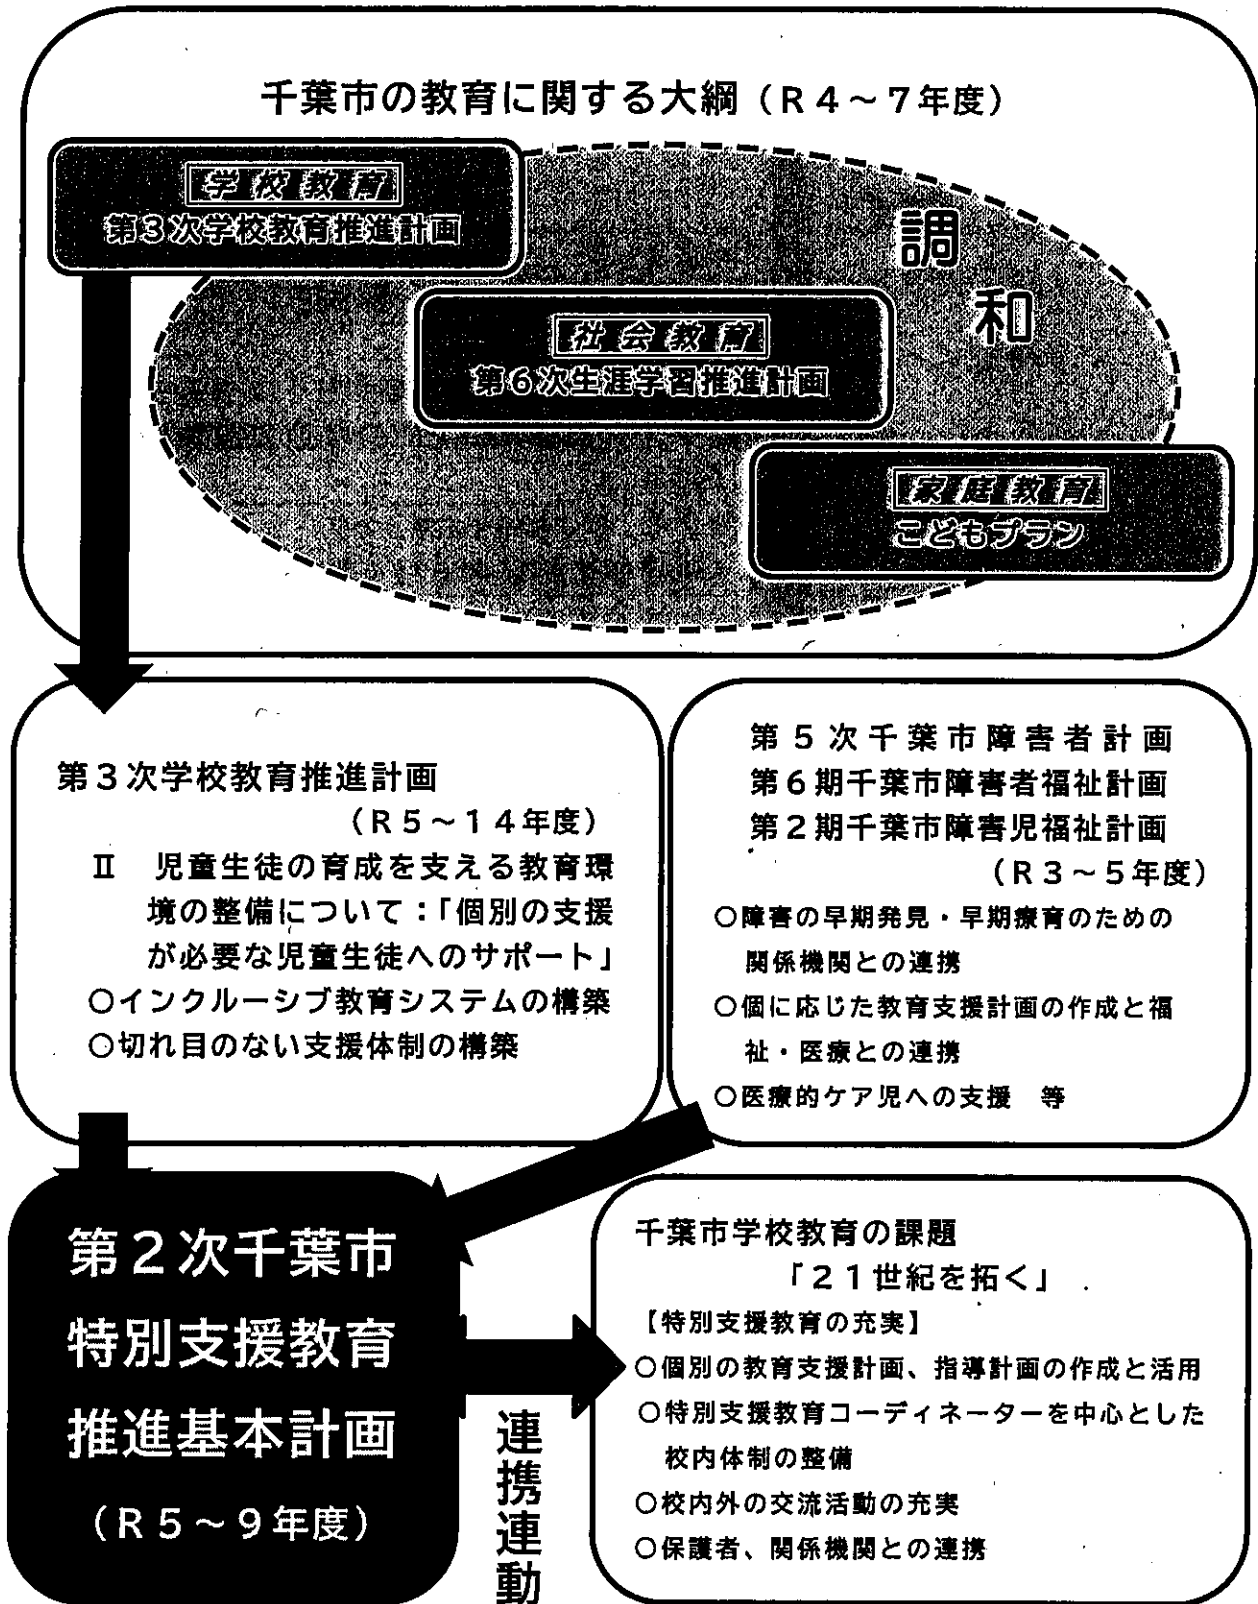 千葉市の教育に関する大綱（R４～７年度）
学校教育
第３次学校教育推進計画
調和
社会教育
第６次生涯学習推進計画
家庭教育
こどもプラン
第３次学校教育推進計画
（R５～１４年度）
Ⅱ　児童生徒の育成を支える教育環
境の整備について：「個別の支援
が必要な児童生徒へのサポート」
○インクルーシブ教育システムの構築
○切れ目のない支援体制の構築
第５次千葉市障害者計画
第６期千葉市障害者福祉計画
第２期千葉市障害児福祉計画
（R３～５年度）
○障害の早期発見・早期療育のための
関係機関との連携
○個に応じた教育支援計画の作成と福
祉・医療との連携
○医療的ケア児への支援　等
第２次千葉市
特別支援教育
推進基本計画
（R５～９年度）
連携連動
千葉市学校教育の課題
「２１世紀を拓く」
【特別支援教育の充実】
○個別の教育支援計画、指導計画の作成と活用
○特別支援教育コーディネーターを中心とした
校内体制の整備
○校内外の交流活動の充実
○保護者、関係機関との連携